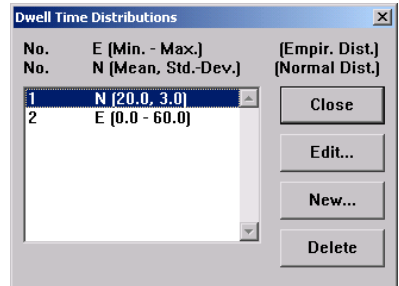 Dwell Time Distributions
No. E (Min. - Max.) (Empir. Dist.)
No. N (Mean, Std.-Dev.) (Normal Dist.)
1 N (20.0, 3.0)
2 E (0.0 - 60.0)
Close
Edit...
New...
Delete